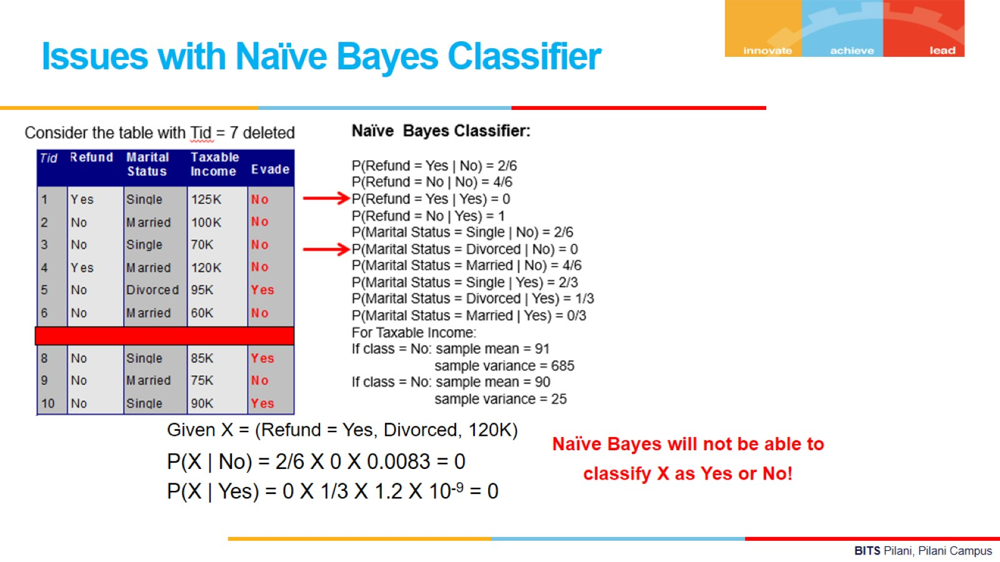 innovate achieve lead
Issues with Naïve Bayes Classifier
Consider the table with Tid = 7 deleted
Tid Refund Marital Status Taxable Income Evade
1 Yes Single 125K No
2 No Married 100K No
3 No Single 70K No
4 Yes Married 120K No
5 No Divorced 95K Yes
6 No Married 60K No
8 No Single 85K Yes
9 No Married 75K No
10 No Single 90K Yes
Naïve Bayes Classifier:
P(Refund = Yes | No) = 2/6
P(Refund = No | No) = 4/6
P(Refund = Yes | Yes) = 0
P(Refund = No | Yes) = 1
P(Marital Status = Single | No) = 2/6
P(Marital Status = Divorced | No) = 0
P(Marital Status = Married | No) = 4/6
P(Marital Status = Single | Yes) = 2/3
P(Marital Status = Divorced | Yes) = 1/3
P(Marital Status = Married | Yes) = 0/3
For Taxable Income:
If class = No: sample mean = 91
sample variance = 685
If class = No: sample mean = 90
sample variance = 25
Given X = (Refund = Yes, Divorced, 120K)
P(X | No) = 2/6 X 0 X 0.0083 = 0
P(X | Yes) = 0 X 1/3 X 1.2 X 10⁻⁹ = 0
Naïve Bayes will not be able to
classify X as Yes or No!
BITS Pilani, Pilani Campus